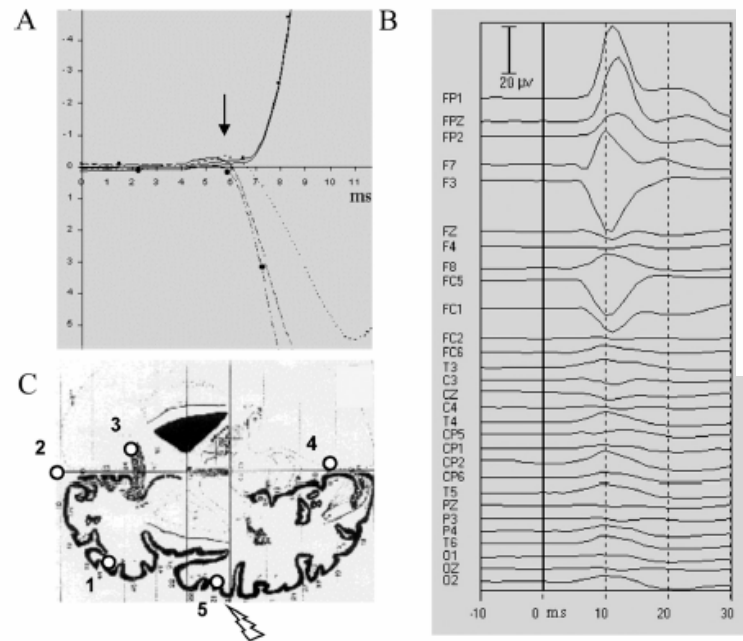 A
-4
-3
-2
-1
0
0 1 2 3 4 5 6 7 8 9 10 11
ms
1
2
3
4
5
B
20 μv
FP1
FPZ
FP2
F7
F3
FZ
F4
F8
FC5
FC1
FC2
FC6
T3
C3
CZ
C4
T4
CP5
CP1
CP2
CP6
T5
PZ
P3
P4
T6
O1
OZ
O2
-10 0 ms 10 20 30
C
2
3
4
1
5